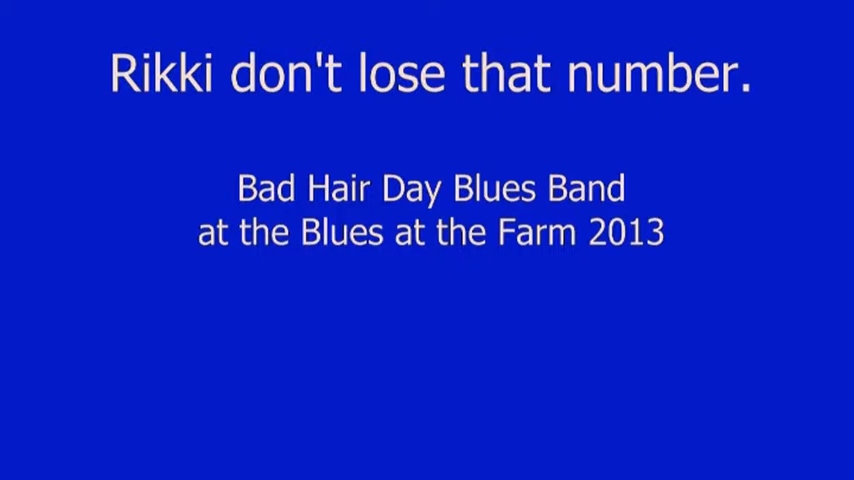 Rikki don't lose that number.
Bad Hair Day Blues Band
at the Blues at the Farm 2013